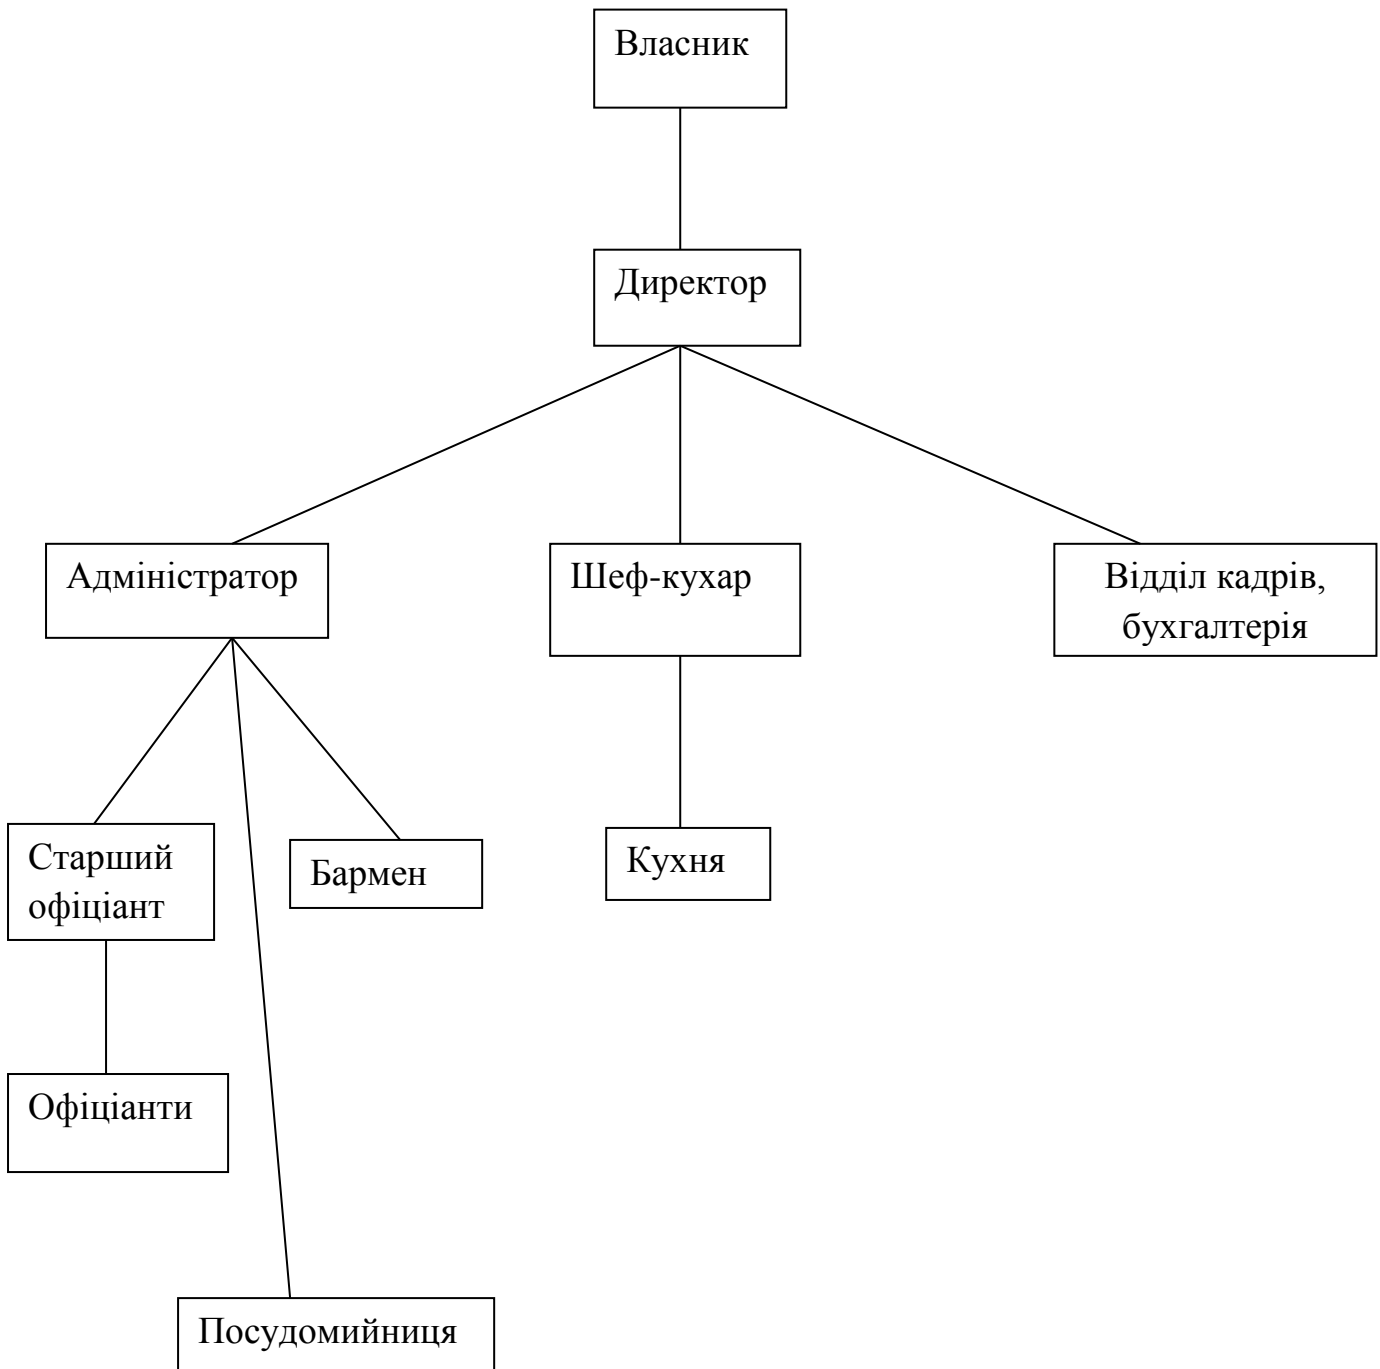 Власник
Директор
Адміністратор
Шеф-кухар
Відділ кадрів,
бухгалтерія
Старший
офіціант
Бармен
Кухня
Офіціанти
Посудомийниця